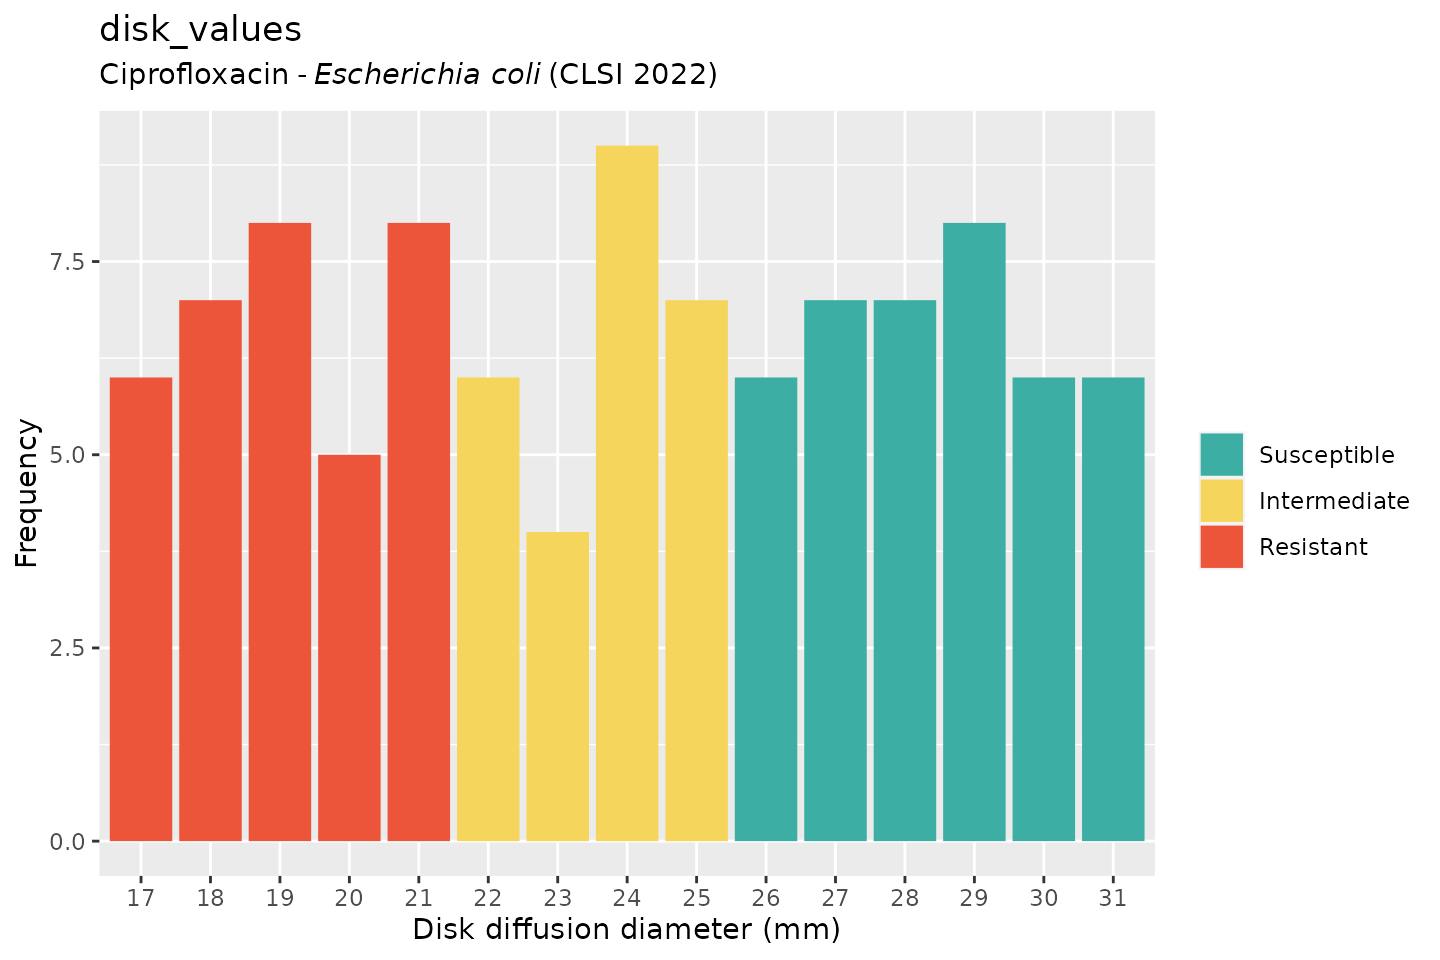 disk_values
Ciprofloxacin - Escherichia coli (CLSI 2022)
Frequency
7.5
5.0
2.5
0.0
17 18 19 20 21 22 23 24 25 26 27 28 29 30 31
Disk diffusion diameter (mm)
Susceptible
Intermediate
Resistant